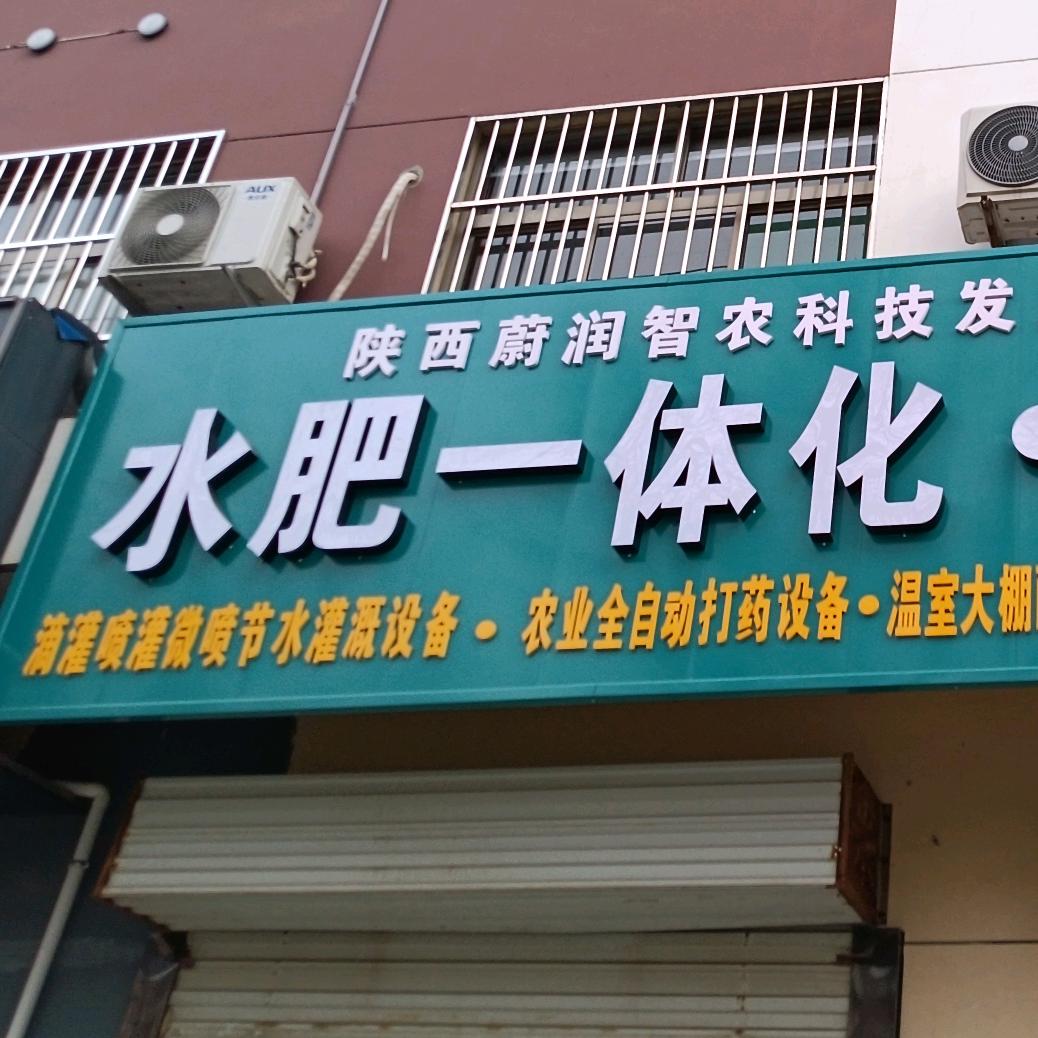 AUX
陕西蔚润智农科技发
水肥一体化·
滴灌喷灌微喷节水灌溉设备·农业全自动打药设备·温室大棚